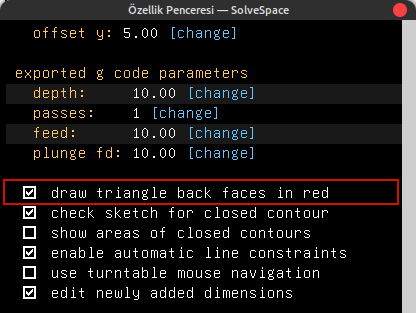 Özellik Penceresi — SolveSpace
offset y: 5.00 [change]
exported g code parameters
depth: 10.00 [change]
passes: 1 [change]
feed: 10.00 [change]
plunge fd: 10.00 [change]
draw triangle back faces in red
check sketch for closed contour
show areas of closed contours
enable automatic line constraints
use turntable mouse navigation
edit newly added dimensions